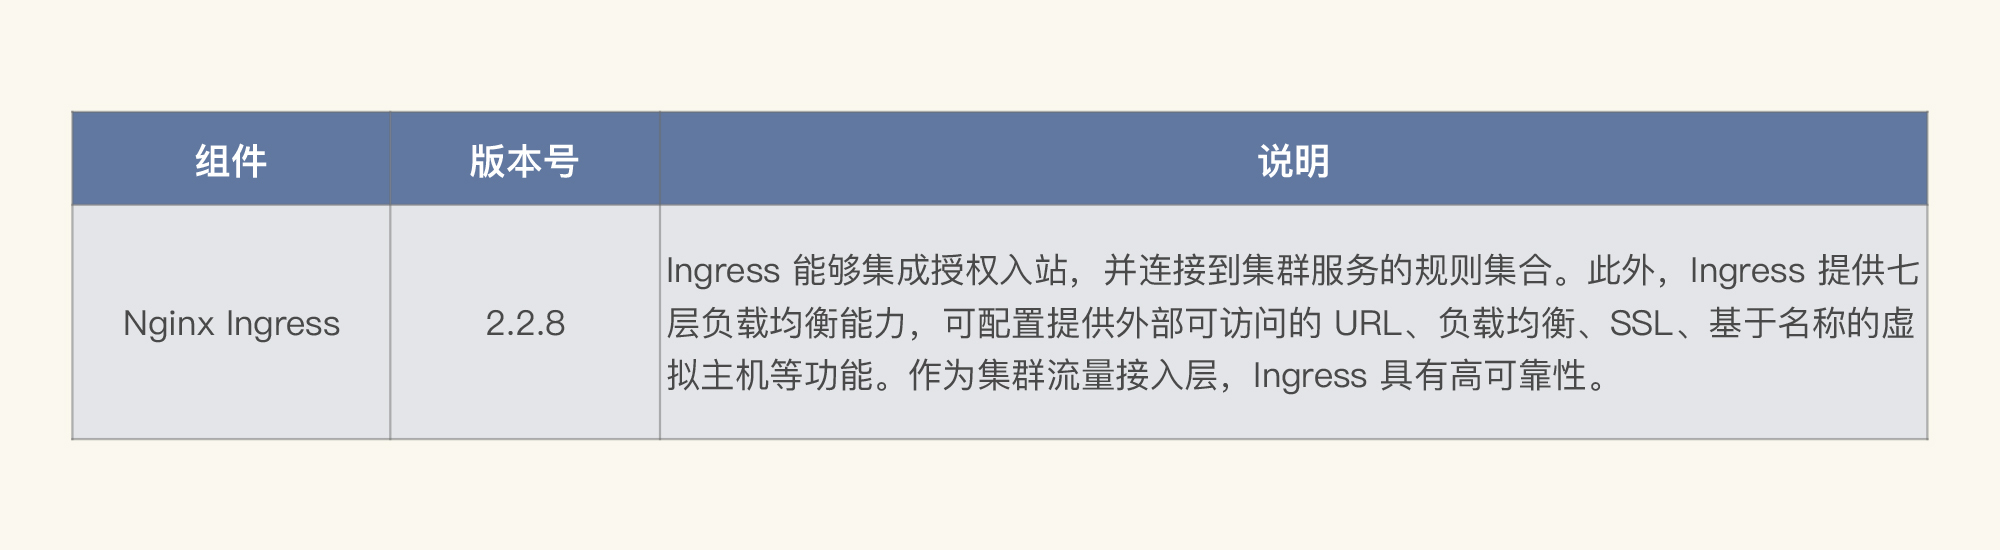 组件 版本号 说明
Nginx Ingress 2.2.8
Ingress 能够集成授权入站，并连接到集群服务的规则集合。此外，Ingress 提供七
层负载均衡能力，可配置提供外部可访问的 URL、负载均衡、SSL、基于名称的虚
拟主机等功能。作为集群流量接入层，Ingress 具有高可靠性。